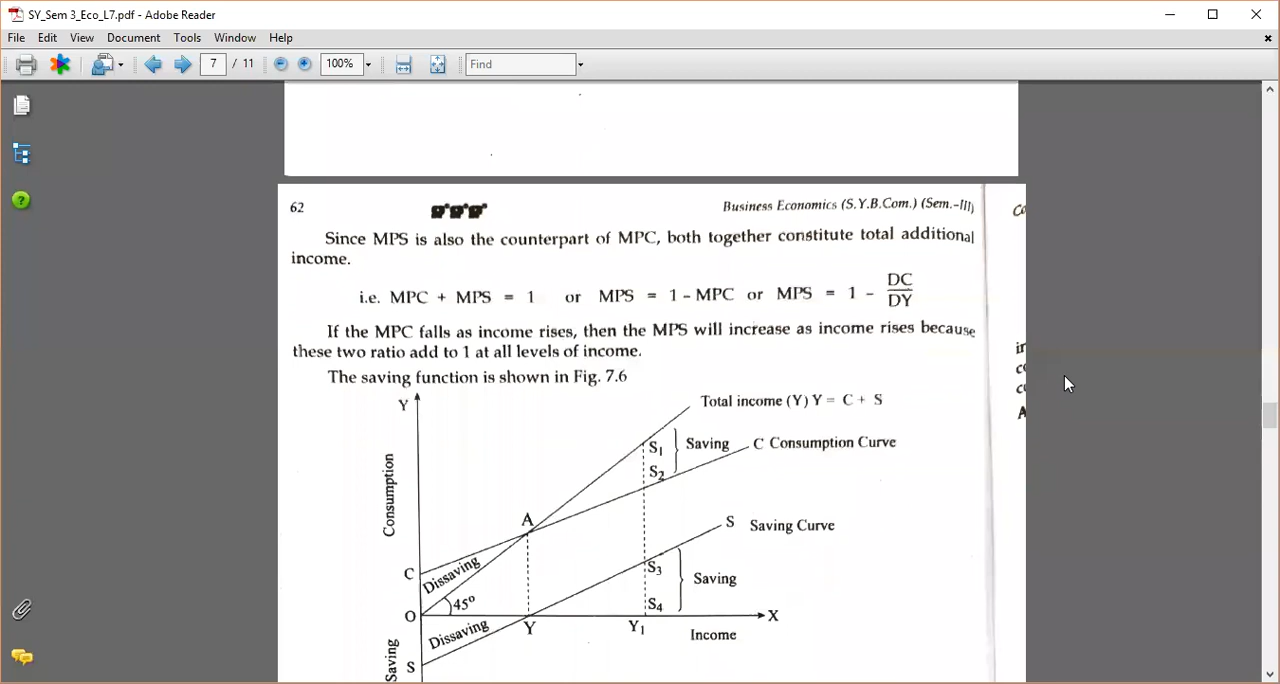 SY_Sem 3_Eco_L7.pdf - Adobe Reader
File Edit View Document Tools Window Help
7 / 11 100% Find
62 Business Economics (S.Y.B.Com.) (Sem.-III)
Since MPS is also the counterpart of MPC, both together constitute total additional
income.
i.e. MPC + MPS = 1 or MPS = 1 – MPC or MPS = 1 - DC
DY
If the MPC falls as income rises, then the MPS will increase as income rises because
these two ratio add to 1 at all levels of income.
The saving function is shown in Fig. 7.6
Y
Total income (Y) Y = C + S
S1 Saving
C Consumption Curve
S2
Consumption
A
S Saving Curve
C
Dissaving
S3
Saving
45°
S4
O
X
Dissaving
Y
Y1
Income
Saving
S